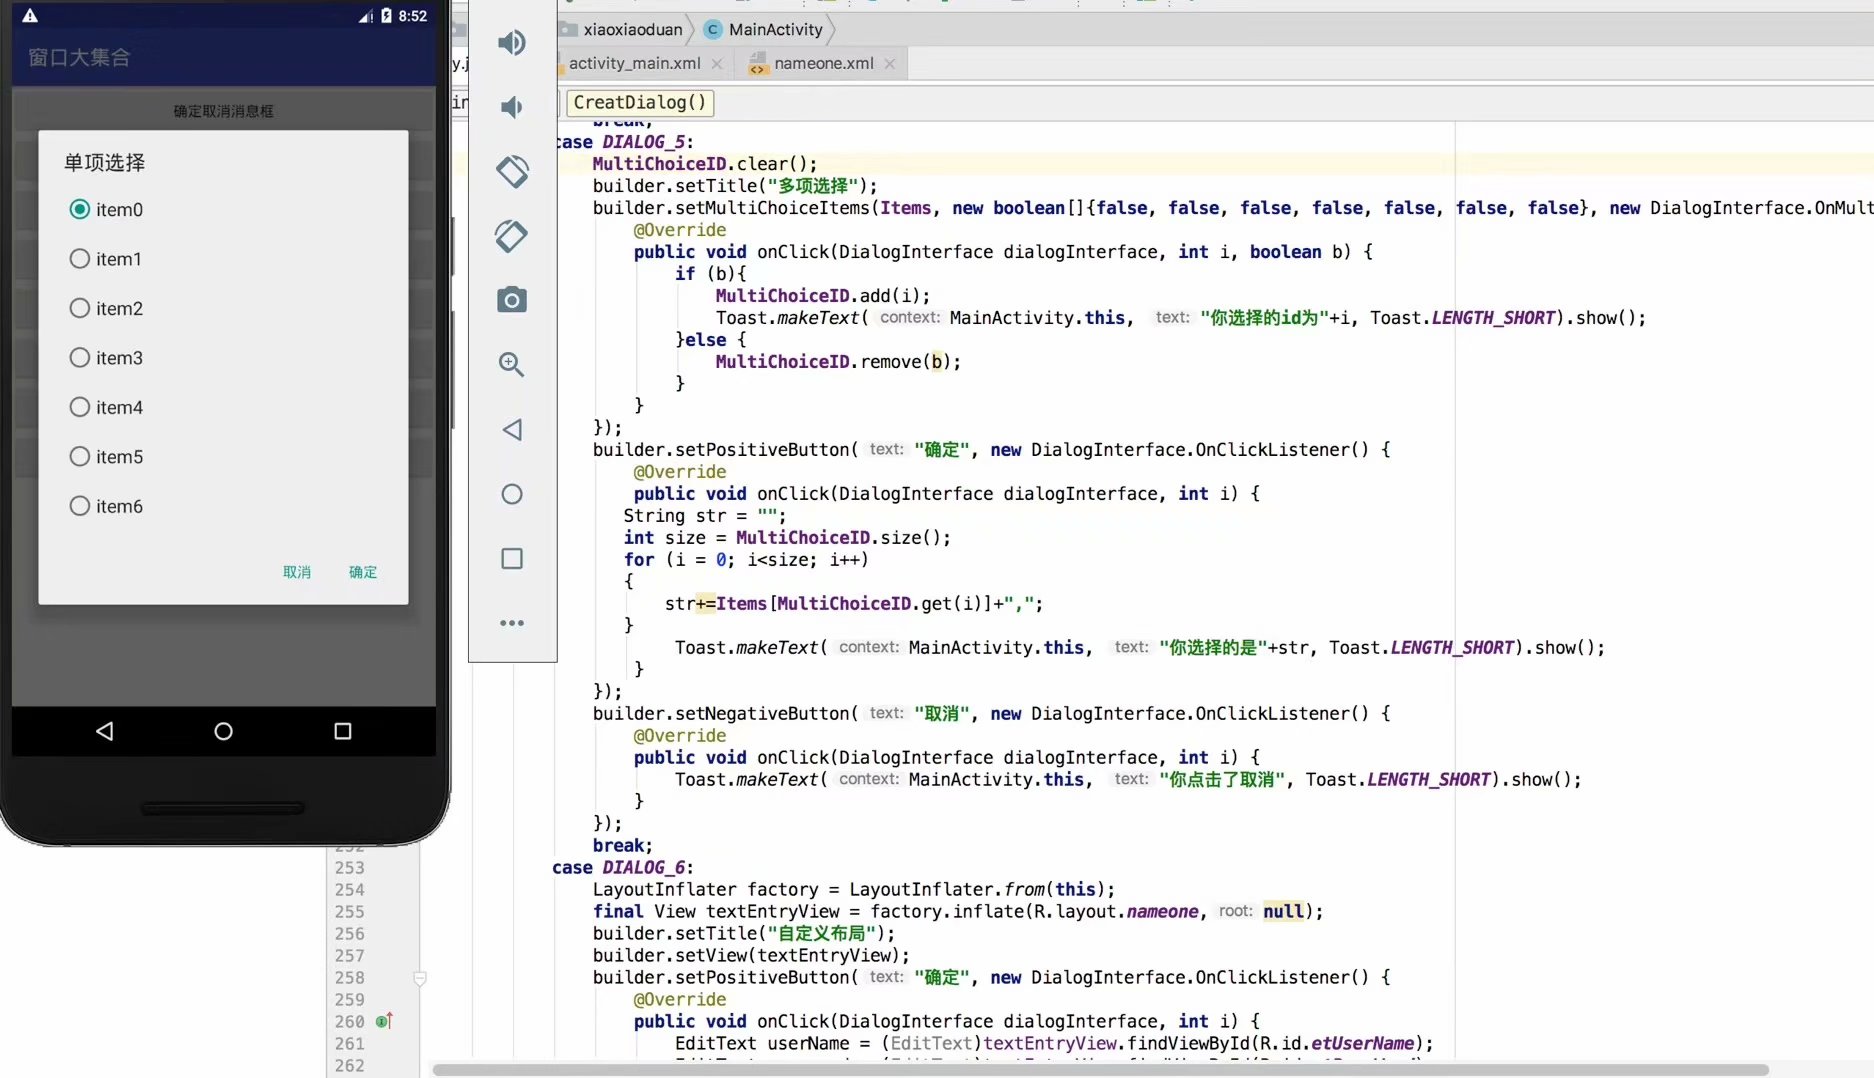 8:52
窗口大集合
确定取消消息框
单项选择
item0
item1
item2
item3
item4
item5
item6
取消 确定
xiaoxiaoduan MainActivity
activity_main.xml nameone.xml
CreatDialog()
break;
case DIALOG_5:
MultiChoiceID.clear();
builder.setTitle("多项选择");
builder.setMultiChoiceItems(Items, new boolean[]{false, false, false, false, false, false, false}, new DialogInterface.OnMult
@Override
public void onClick(DialogInterface dialogInterface, int i, boolean b) {
if (b){
MultiChoiceID.add(i);
Toast.makeText( context: MainActivity.this, text: "你选择的id为"+i, Toast.LENGTH_SHORT).show();
}else {
MultiChoiceID.remove(b);
}
}
});
builder.setPositiveButton( text: "确定", new DialogInterface.OnClickListener() {
@Override
public void onClick(DialogInterface dialogInterface, int i) {
String str = "";
int size = MultiChoiceID.size();
for (i = 0; i<size; i++)
{
str+=Items[MultiChoiceID.get(i)]+",";
}
Toast.makeText( context: MainActivity.this, text: "你选择的是"+str, Toast.LENGTH_SHORT).show();
}
});
builder.setNegativeButton( text: "取消", new DialogInterface.OnClickListener() {
@Override
public void onClick(DialogInterface dialogInterface, int i) {
Toast.makeText( context: MainActivity.this, text: "你点击了取消", Toast.LENGTH_SHORT).show();
}
});
252 break;
253 case DIALOG_6:
254 LayoutInflater factory = LayoutInflater.from(this);
255 final View textEntryView = factory.inflate(R.layout.nameone, root: null);
256 builder.setTitle("自定义布局");
257 builder.setView(textEntryView);
258 builder.setPositiveButton( text: "确定", new DialogInterface.OnClickListener() {
259 @Override
260 public void onClick(DialogInterface dialogInterface, int i) {
261 EditText userName = (EditText)textEntryView.findViewById(R.id.etUserName);
262